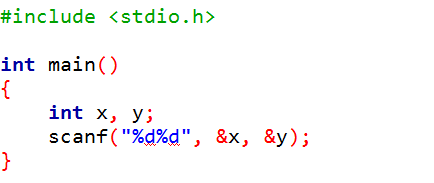 #include <stdio.h>
int main()
{
int x, y;
scanf("%d%d", &x, &y);
}